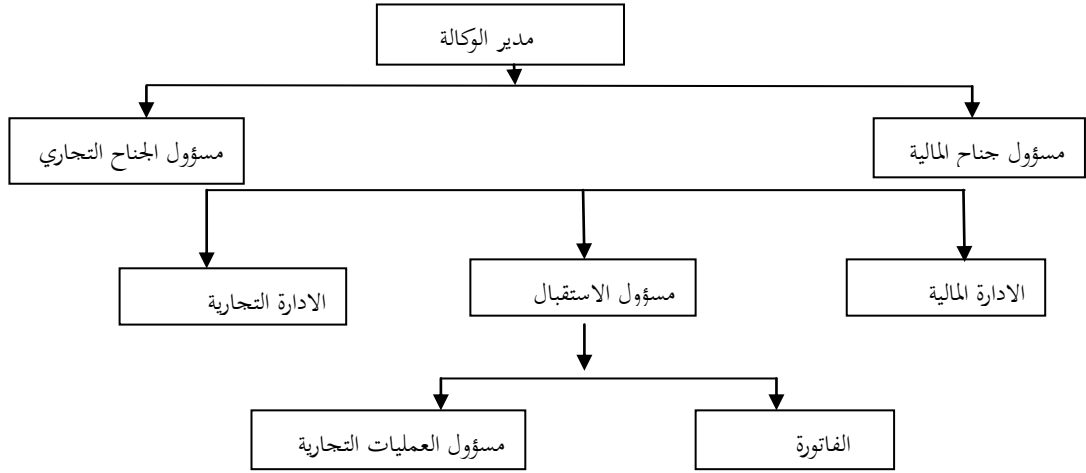 مدير الوكالة
مسؤول جناح المالية
مسؤول الجناح التجاري
الادارة المالية
مسؤول الاستقبال
الادارة التجارية
الفاتورة
مسؤول العمليات التجارية